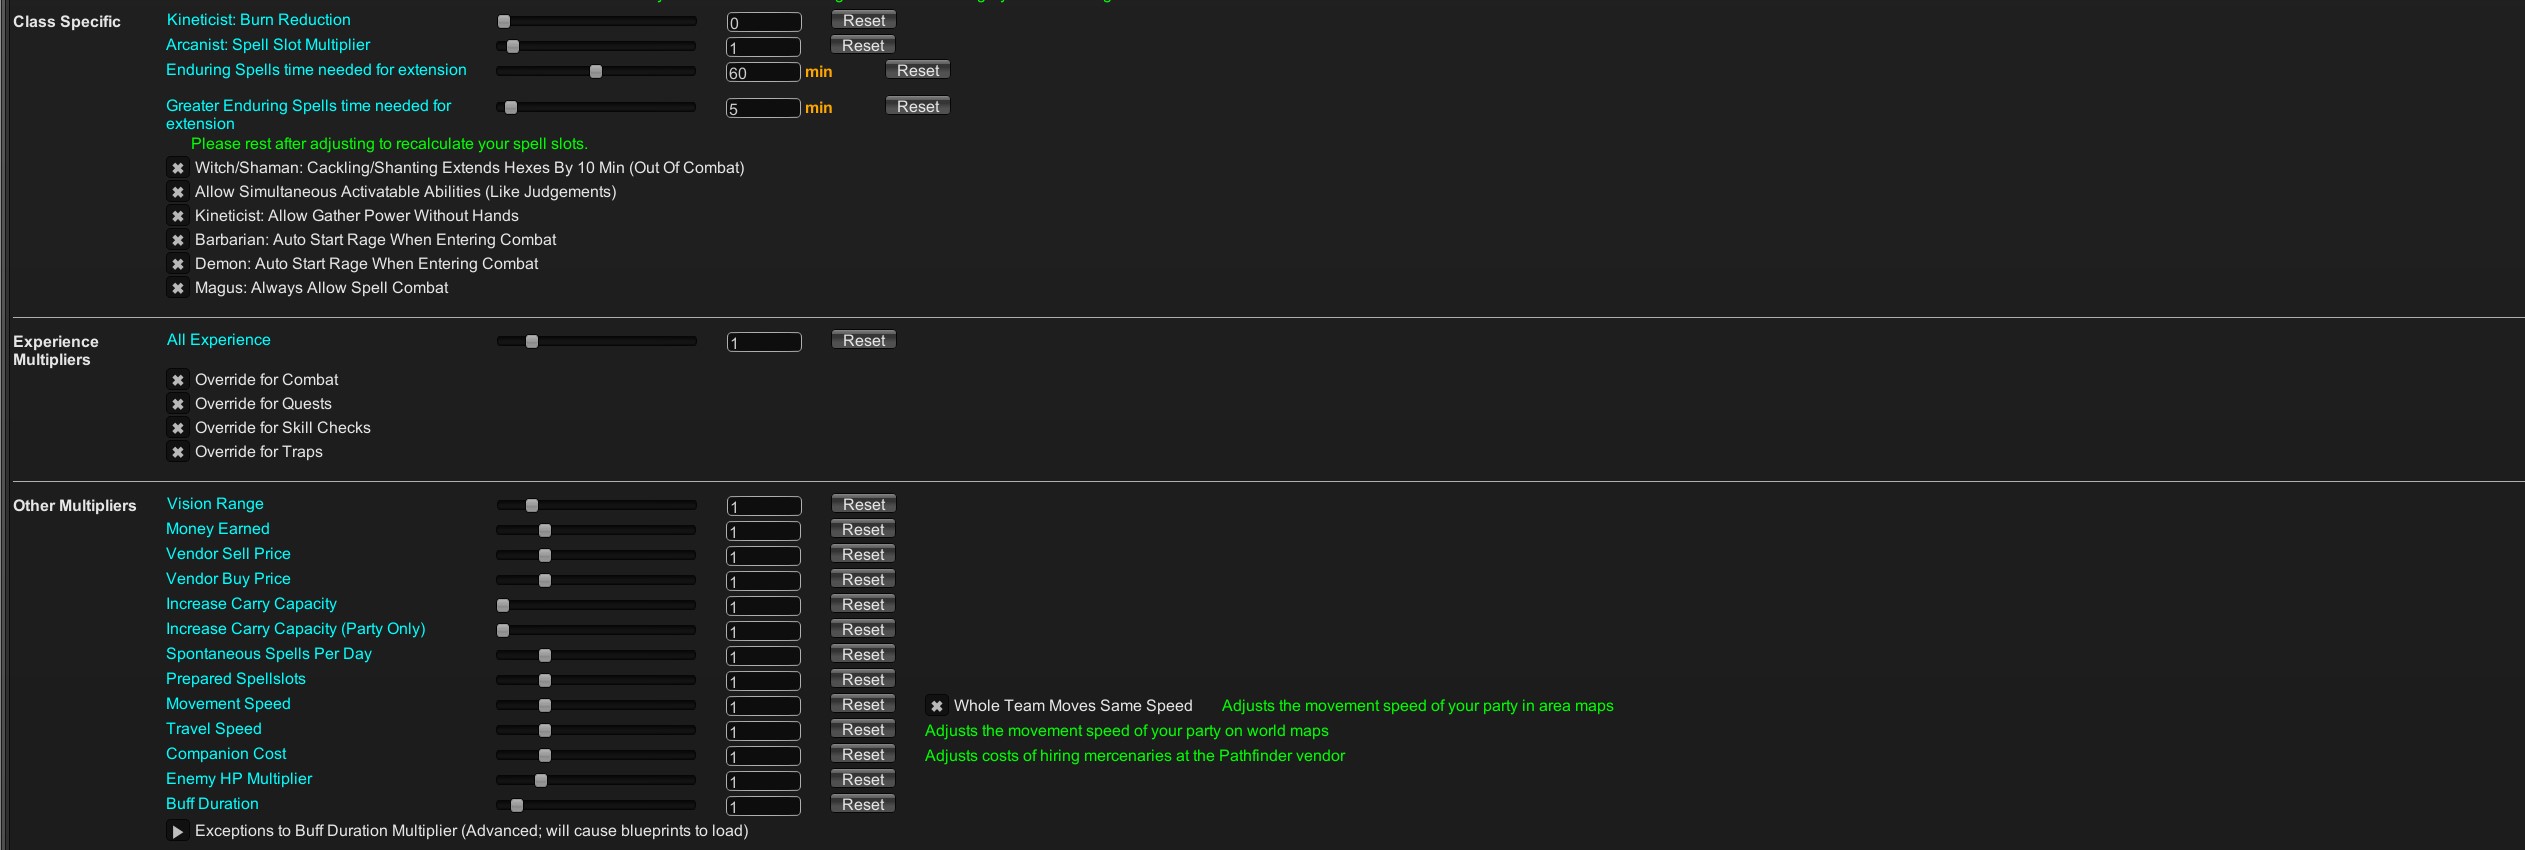 Class Specific
Kineticist: Burn Reduction 0 Reset
Arcanist: Spell Slot Multiplier 1 Reset
Enduring Spells time needed for extension 60 min Reset
Greater Enduring Spells time needed for
extension
5 min Reset
Please rest after adjusting to recalculate your spell slots.
Witch/Shaman: Cackling/Shanting Extends Hexes By 10 Min (Out Of Combat)
Allow Simultaneous Activatable Abilities (Like Judgements)
Kineticist: Allow Gather Power Without Hands
Barbarian: Auto Start Rage When Entering Combat
Demon: Auto Start Rage When Entering Combat
Magus: Always Allow Spell Combat
Experience
Multipliers
All Experience 1 Reset
Override for Combat
Override for Quests
Override for Skill Checks
Override for Traps
Other Multipliers
Vision Range 1 Reset
Money Earned 1 Reset
Vendor Sell Price 1 Reset
Vendor Buy Price 1 Reset
Increase Carry Capacity 1 Reset
Increase Carry Capacity (Party Only) 1 Reset
Spontaneous Spells Per Day 1 Reset
Prepared Spellslots 1 Reset
Movement Speed 1 Reset Whole Team Moves Same Speed Adjusts the movement speed of your party in area maps
Travel Speed 1 Reset Adjusts the movement speed of your party on world maps
Companion Cost 1 Reset Adjusts costs of hiring mercenaries at the Pathfinder vendor
Enemy HP Multiplier 1 Reset
Buff Duration 1 Reset
Exceptions to Buff Duration Multiplier (Advanced; will cause blueprints to load)